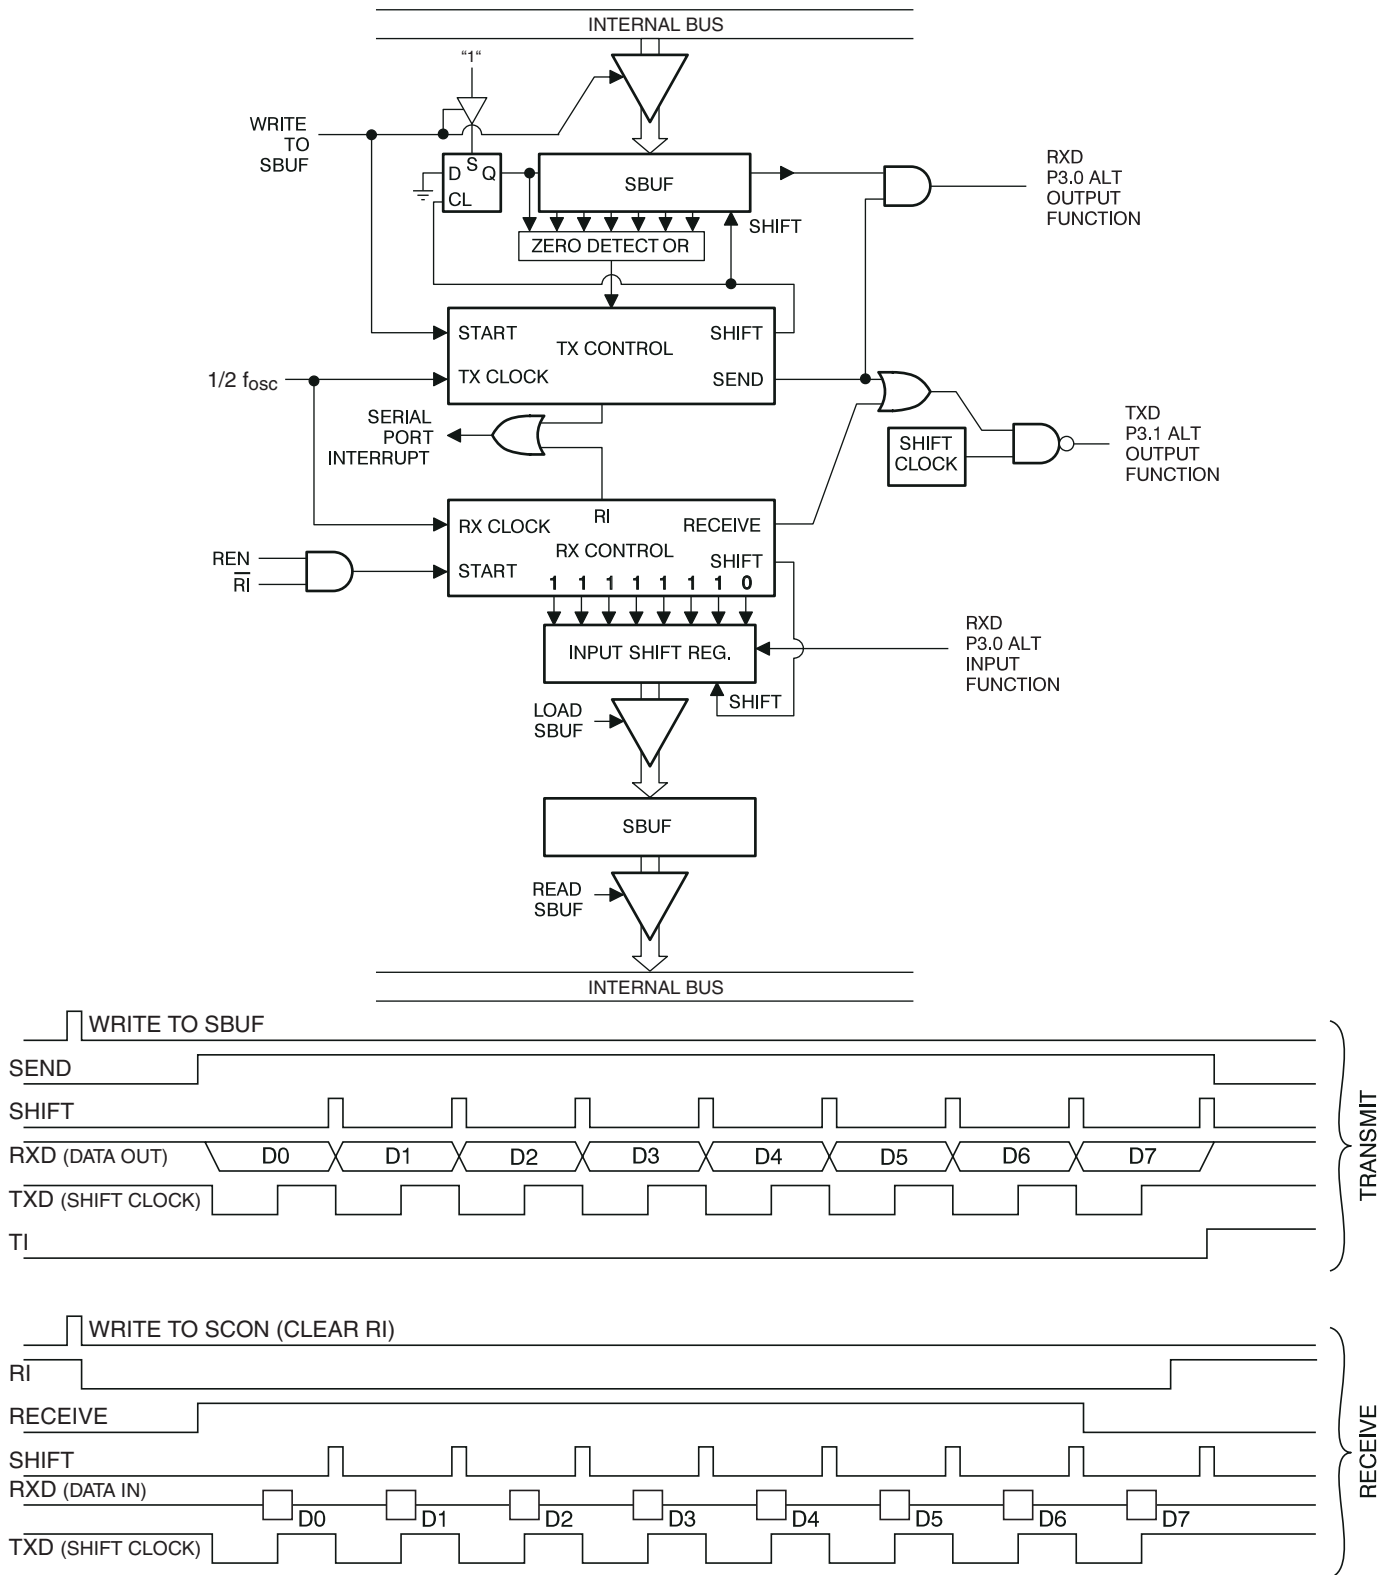 INTERNAL BUS
"1"
WRITE
TO
SBUF
S
D
Q
CL
SBUF
SHIFT
ZERO DETECT OR
RXD
P3.0 ALT
OUTPUT
FUNCTION
START
SHIFT
TX CONTROL
1/2 fosc
TX CLOCK
SEND
SERIAL
PORT
INTERRUPT
SHIFT
CLOCK
TXD
P3.1 ALT
OUTPUT
FUNCTION
RI
RX CLOCK
RECEIVE
RX CONTROL
SHIFT
REN
RI
START
1 1 1 1 1 1 1 0
INPUT SHIFT REG.
RXD
P3.0 ALT
INPUT
FUNCTION
SHIFT
LOAD
SBUF
SBUF
READ
SBUF
INTERNAL BUS
WRITE TO SBUF
SEND
SHIFT
RXD (DATA OUT) D0 D1 D2 D3 D4 D5 D6 D7
TXD (SHIFT CLOCK)
TI
TRANSMIT
WRITE TO SCON (CLEAR RI)
RI
RECEIVE
SHIFT
RXD (DATA IN)
D0 D1 D2 D3 D4 D5 D6 D7
TXD (SHIFT CLOCK)
RECEIVE